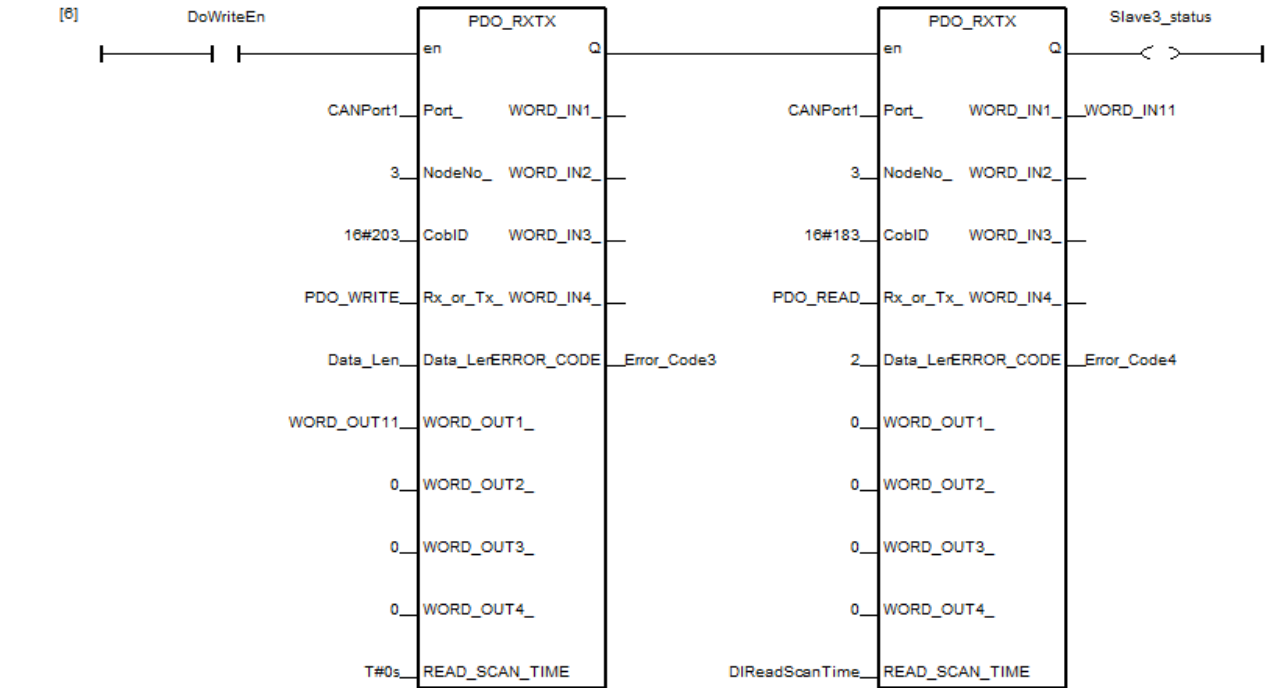 [6] DoWriteEn PDO_RXTX PDO_RXTX Slave3_status
en Q en Q
CANPort1 Port_ WORD_IN1_ CANPort1 Port_ WORD_IN1_ WORD_IN11
3 NodeNo_ WORD_IN2_ 3 NodeNo_ WORD_IN2_
16#203 CobID WORD_IN3_ 16#183 CobID WORD_IN3_
PDO_WRITE Rx_or_Tx_ WORD_IN4_ PDO_READ Rx_or_Tx_ WORD_IN4_
Data_Len Data_LenERROR_CODE Error_Code3 2 Data_LenERROR_CODE Error_Code4
WORD_OUT11 WORD_OUT1_ 0 WORD_OUT1_
0 WORD_OUT2_ 0 WORD_OUT2_
0 WORD_OUT3_ 0 WORD_OUT3_
0 WORD_OUT4_ 0 WORD_OUT4_
T#0s READ_SCAN_TIME DIReadScanTime READ_SCAN_TIME